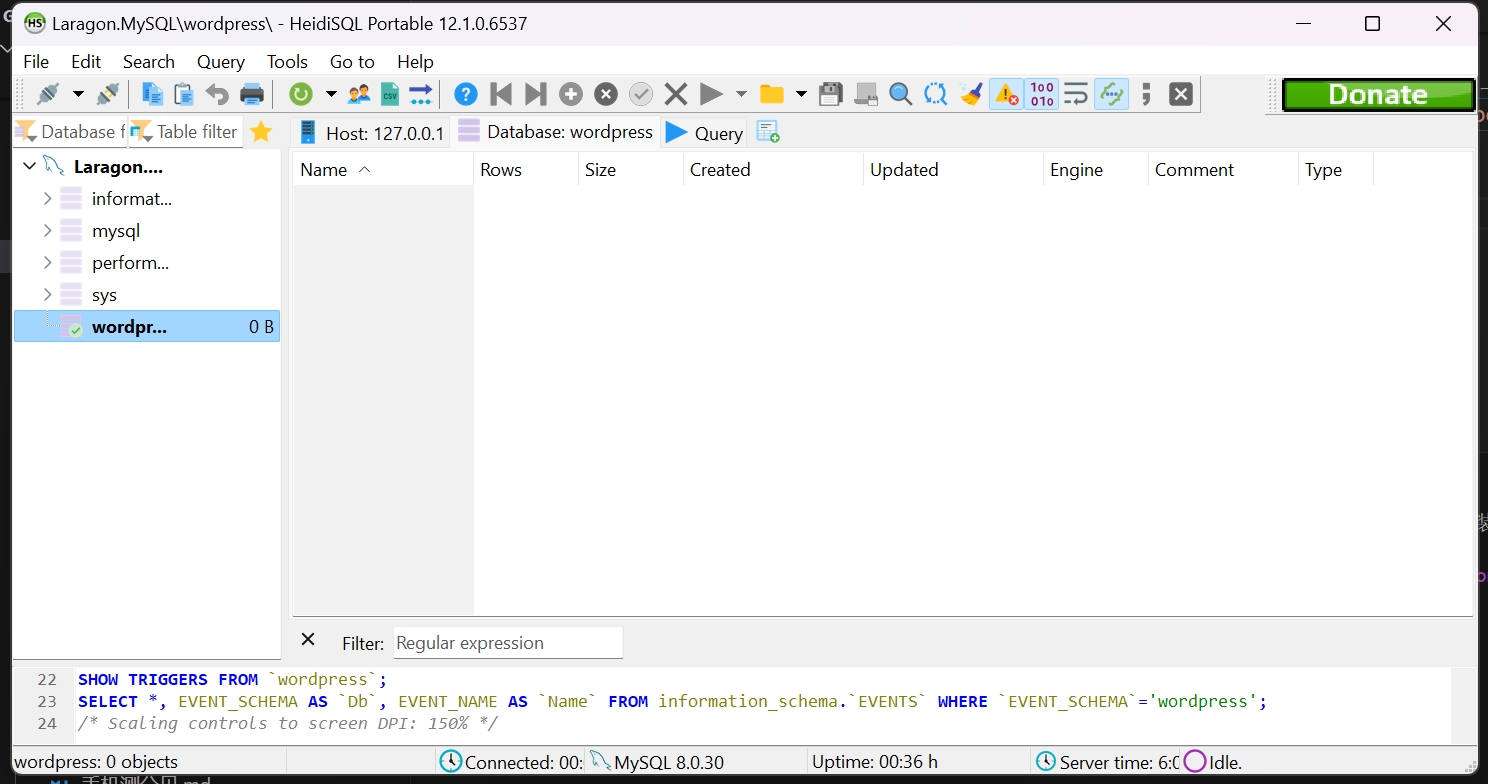 Laragon.MySQL\wordpress\ - HeidiSQL Portable 12.1.0.6537
File Edit Search Query Tools Go to Help
Donate
Database f Table filter Host: 127.0.0.1 Database: wordpress Query
Name Rows Size Created Updated Engine Comment Type
Laragon....
informat...
mysql
perform...
sys
wordpr... 0 B
Filter: Regular expression
22 SHOW TRIGGERS FROM `wordpress`;
23 SELECT *, EVENT_SCHEMA AS `Db`, EVENT_NAME AS `Name` FROM information_schema.`EVENTS` WHERE `EVENT_SCHEMA`='wordpress';
24 /* Scaling controls to screen DPI: 150% */
wordpress: 0 objects Connected: 00: MySQL 8.0.30 Uptime: 00:36 h Server time: 6:0 Idle.